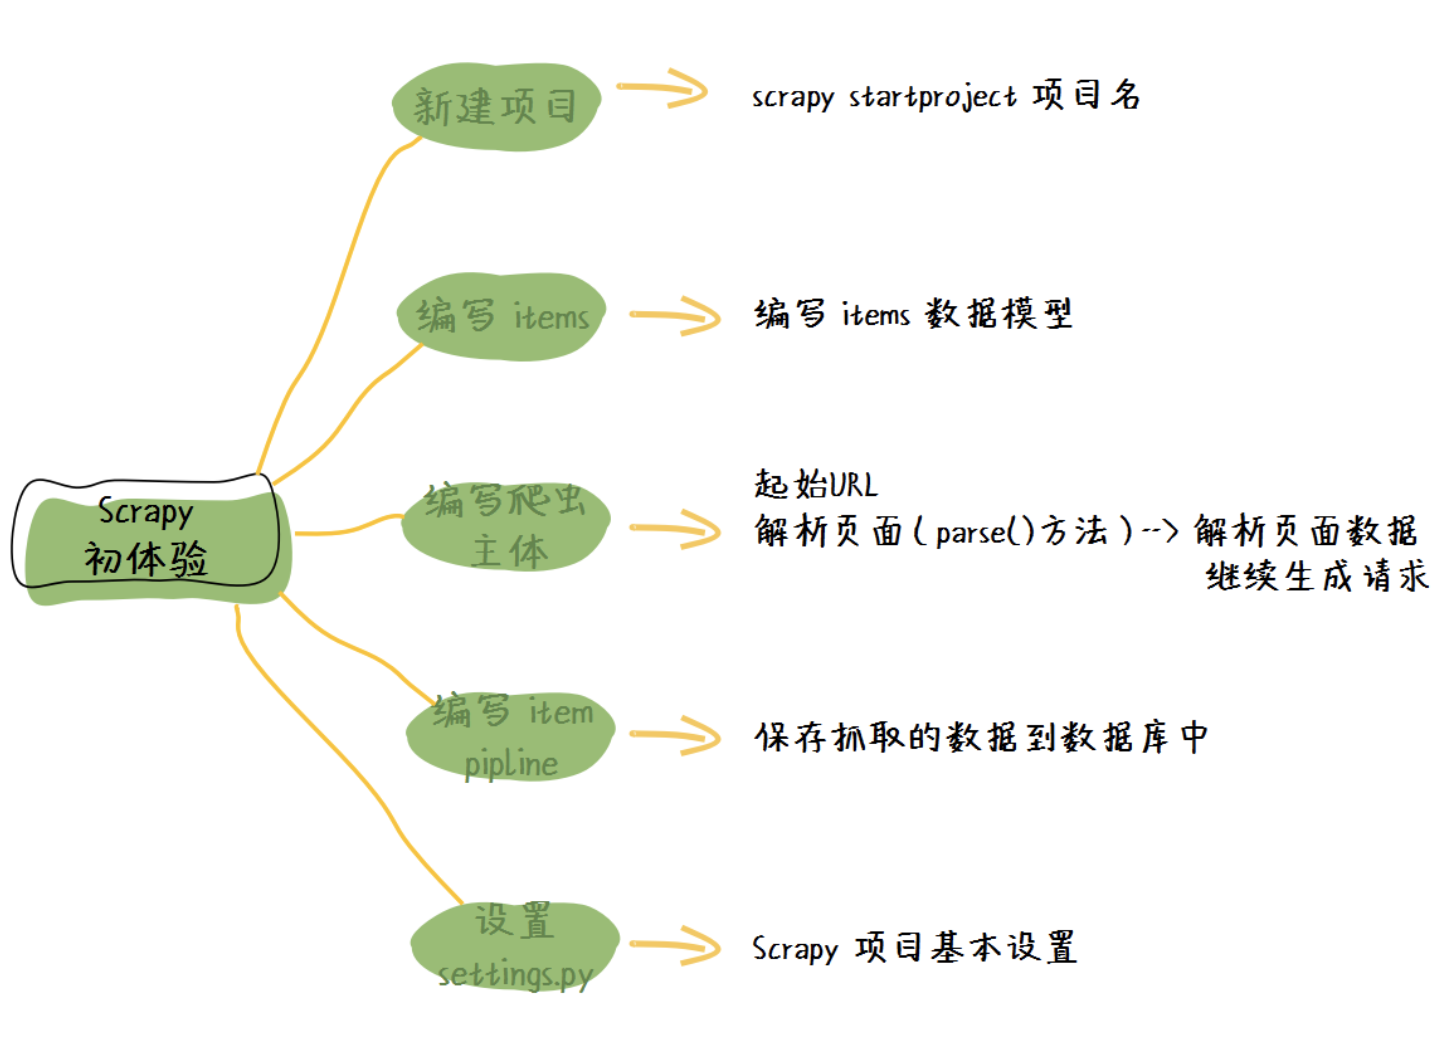 新建项目
scrapy startproject 项目名
编写 items
编写 items 数据模型
Scrapy
初体验
编写爬虫
主体
起始URL
解析页面(parse()方法)--> 解析页面数据
继续生成请求
编写 item
pipline
保存抓取的数据到数据库中
设置
settings.py
Scrapy 项目基本设置